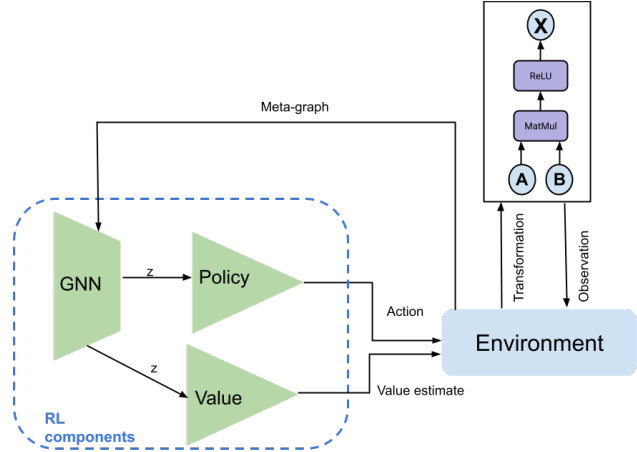 X
ReLU
MatMul
A B
Meta-graph
Transformation
Observation
GNN
z
Policy
Action
Environment
z
Value
Value estimate
RL
components